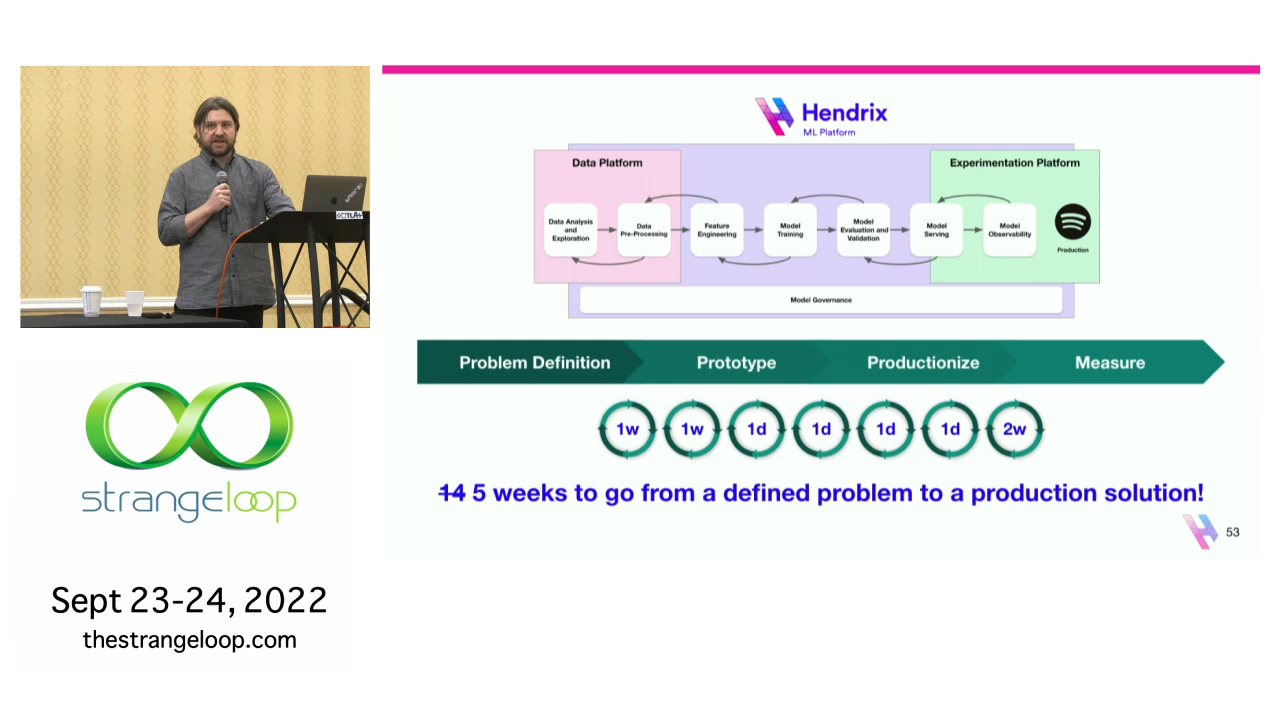 Hendrix
ML Platform
Data Platform
Experimentation Platform
Data Analysis
and
Exploration
Data
Pre-Processing
Feature
Engineering
Model
Training
Model
Evaluation and
Validation
Model
Serving
Model
Observability
Production
Model Governance
Problem Definition
Prototype
Productionize
Measure
1w
1w
1d
1d
1d
1d
2w
14 5 weeks to go from a defined problem to a production solution!
53
strangeloop
Sept 23-24, 2022
thestrangeloop.com